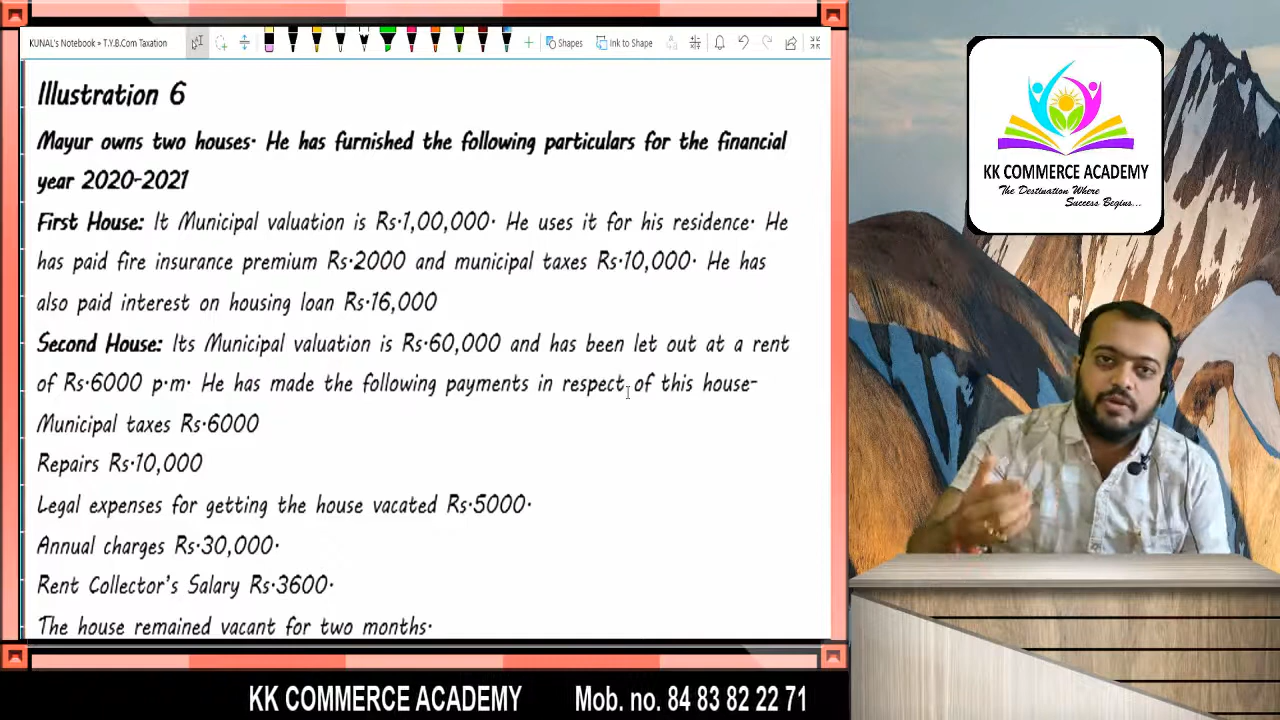 KUNAL's Notebook » T.Y.B.Com Taxation
Shapes
Ink to Shape
Illustration 6
Mayur owns two houses· He has furnished the following particulars for the financial
year 2020-2021
First House: It Municipal valuation is Rs·1,00,000· He uses it for his residence· He
has paid fire insurance premium Rs·2000 and municipal taxes Rs·10,000· He has
also paid interest on housing loan Rs·16,000
Second House: Its Municipal valuation is Rs·60,000 and has been let out at a rent
of Rs·6000 p·m· He has made the following payments in respect of this house-
Municipal taxes Rs·6000
Repairs Rs·10,000
Legal expenses for getting the house vacated Rs·5000·
Annual charges Rs·30,000·
Rent Collector's Salary Rs·3600·
The house remained vacant for two months·
KK COMMERCE ACADEMY
The Destination Where
Success Begins...
KK COMMERCE ACADEMY Mob. no. 84 83 82 22 71